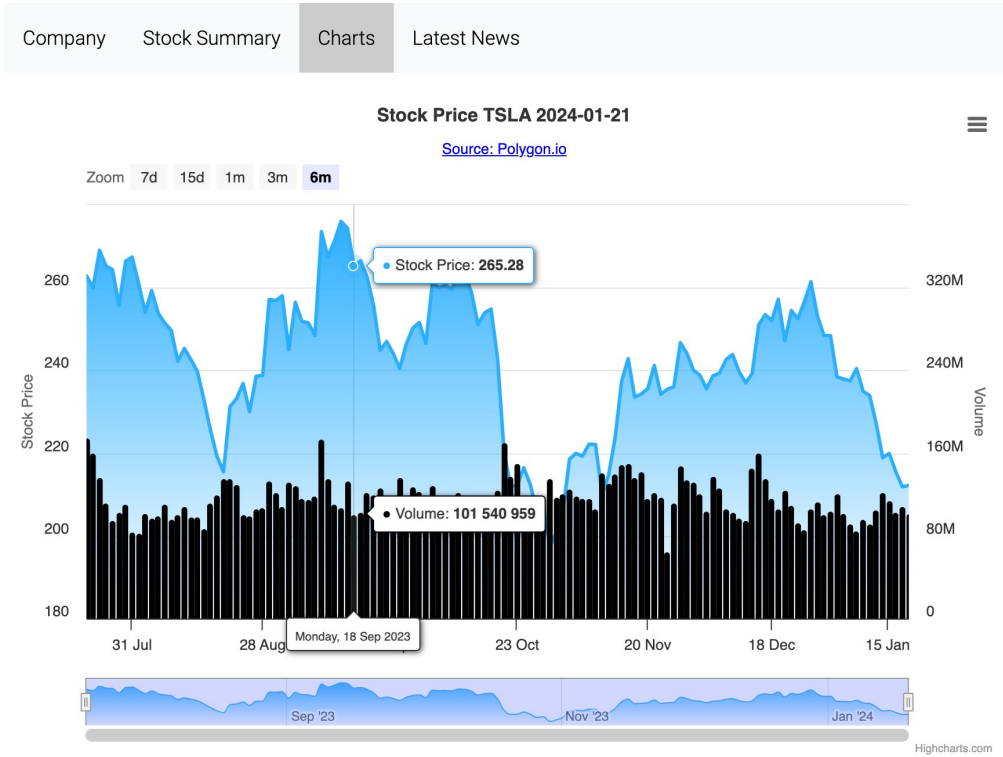 Company Stock Summary Charts Latest News
Stock Price TSLA 2024-01-21
Source: Polygon.io
Zoom 7d 15d 1m 3m 6m
Stock Price: 265.28
260 320M
240 240M
Stock Price Volume
220 160M
Volume: 101 540 959
200 80M
180 0
Monday, 18 Sep 2023
31 Jul 28 Aug 23 Oct 20 Nov 18 Dec 15 Jan
Sep '23 Nov '23 Jan '24
Highcharts.com